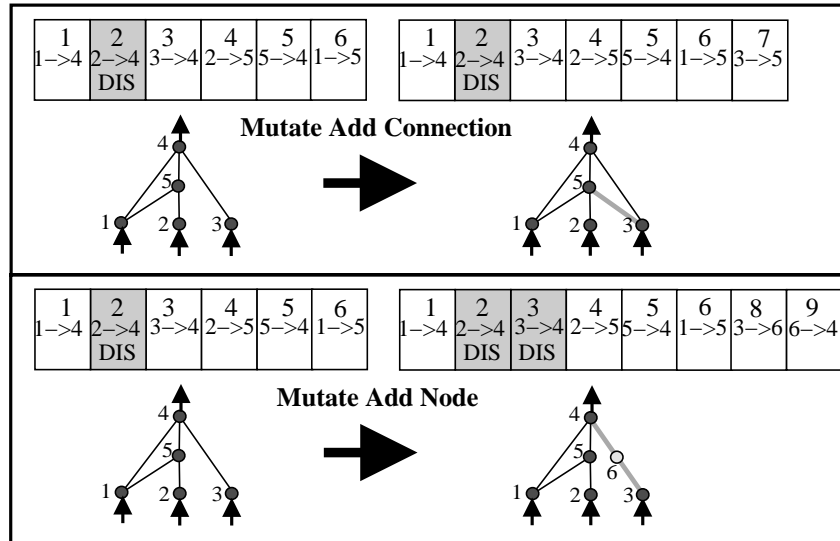 1 2 3 4 5 6 1 2 3 4 5 6 7
1->4 2->4 3->4 2->5 5->4 1->5 1->4 2->4 3->4 2->5 5->4 1->5 3->5
DIS DIS
Mutate Add Connection
4 4
5 5
1 2 3 1 2 3
1 2 3 4 5 6 1 2 3 4 5 6 8 9
1->4 2->4 3->4 2->5 5->4 1->5 1->4 2->4 3->4 2->5 5->4 1->5 3->6 6->4
DIS DIS DIS
Mutate Add Node
4 4
5 5 6
1 2 3 1 2 3